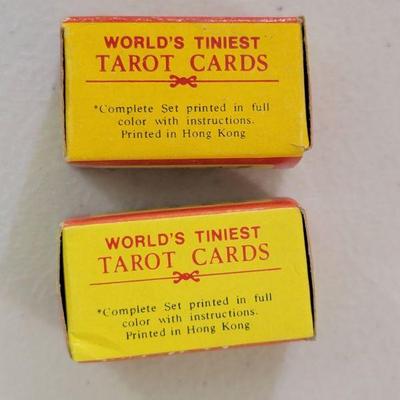 WORLD'S TINIEST
TAROT CARDS
*Complete Set printed in full
color with instructions.
Printed in Hong Kong
WORLD'S TINIEST
TAROT CARDS
*Complete Set printed in full
color with instructions.
Printed in Hong Kong